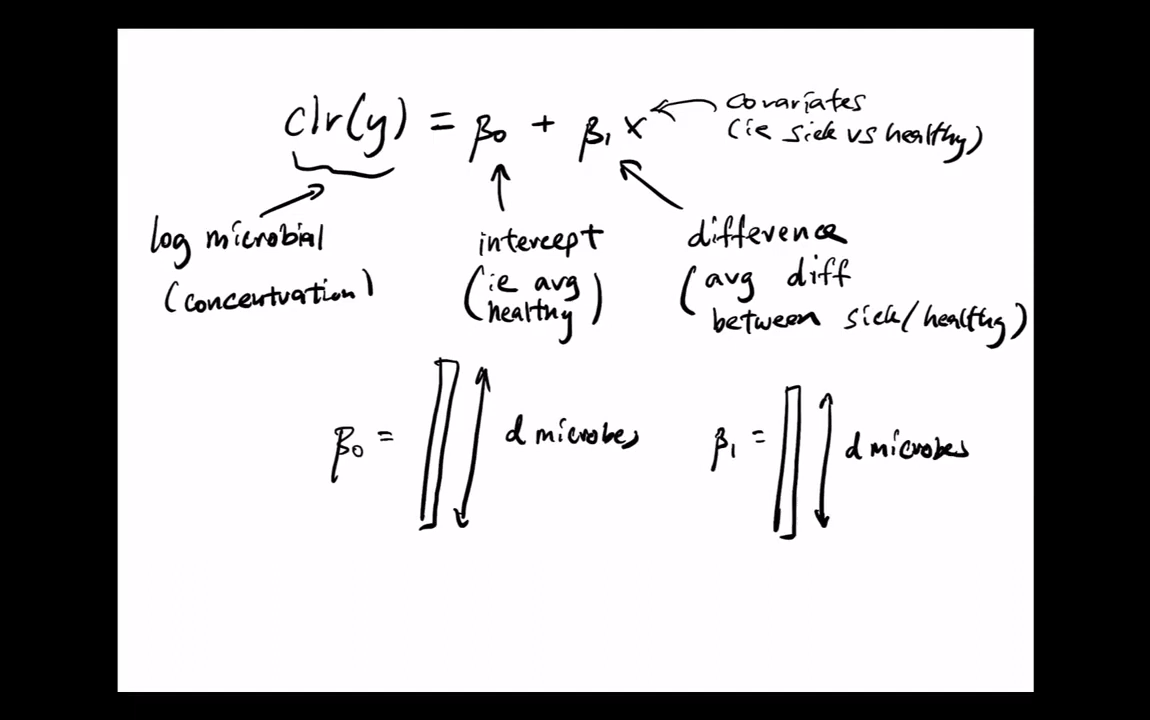 clr(y) = β0 + β1 x
covariates
(ie sick vs healthy)
log microbial
(concentration)
intercept
(ie avg
healthy)
difference
(avg diff
between sick/healthy)
β0 =
d microbes
β1 =
d microbes